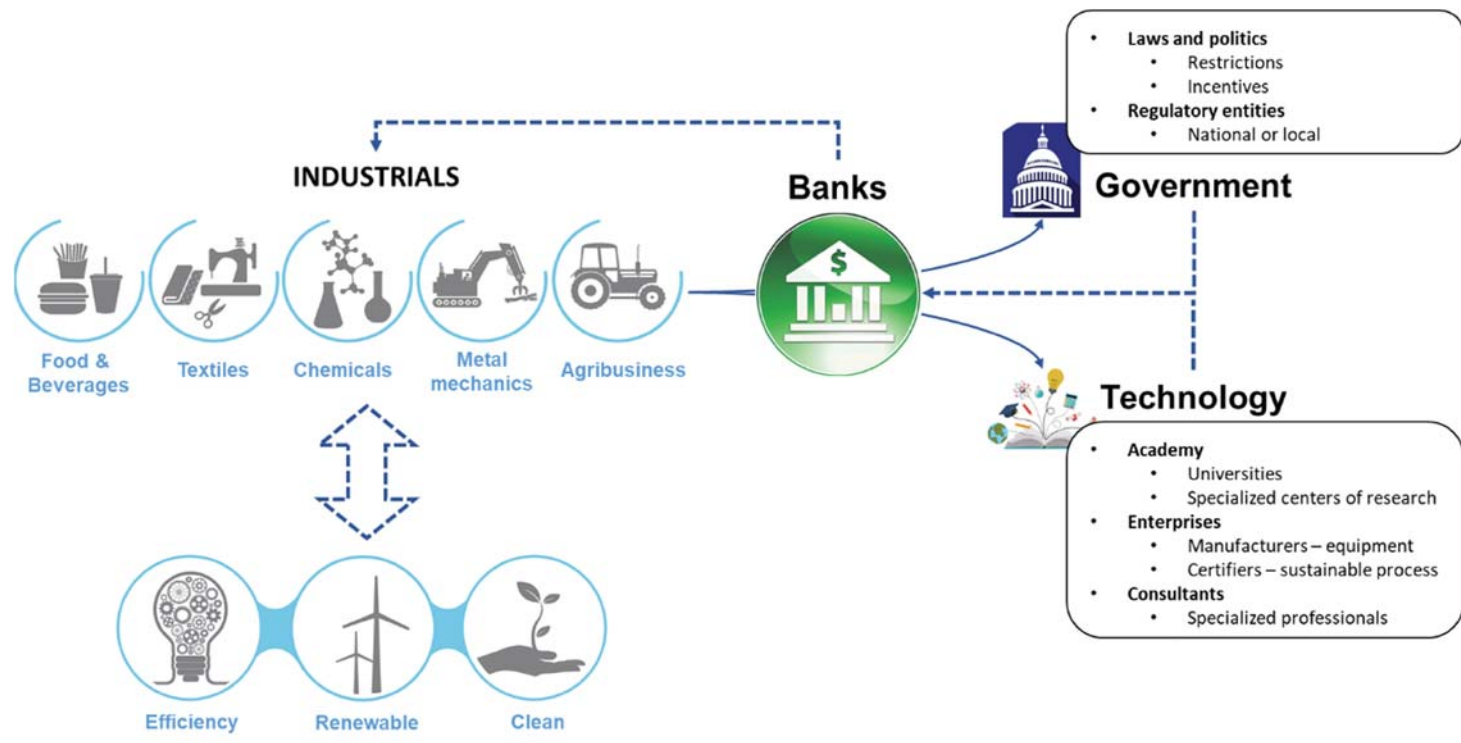 • Laws and politics
• Restrictions
• Incentives
• Regulatory entities
• National or local
INDUSTRIALS
Banks
Government
$
Food &
Beverages
Textiles
Chemicals
Metal
mechanics
Agribusiness
Technology
• Academy
• Universities
• Specialized centers of research
• Enterprises
• Manufacturers – equipment
• Certifiers – sustainable process
• Consultants
• Specialized professionals
Efficiency
Renewable
Clean